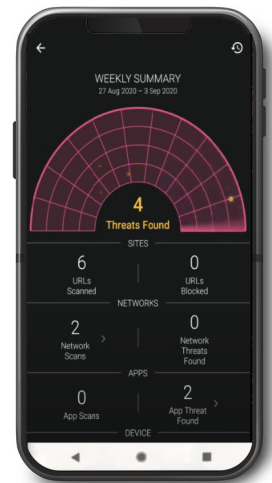 WEEKLY SUMMARY
27 Aug 2020 – 3 Sep 2020
4
Threats Found
SITES
6
URLs
Scanned
0
URLs
Blocked
NETWORKS
2
Network
Scans
0
Network
Threats
Found
APPS
0
App Scans
2
App Threat
Found
DEVICE